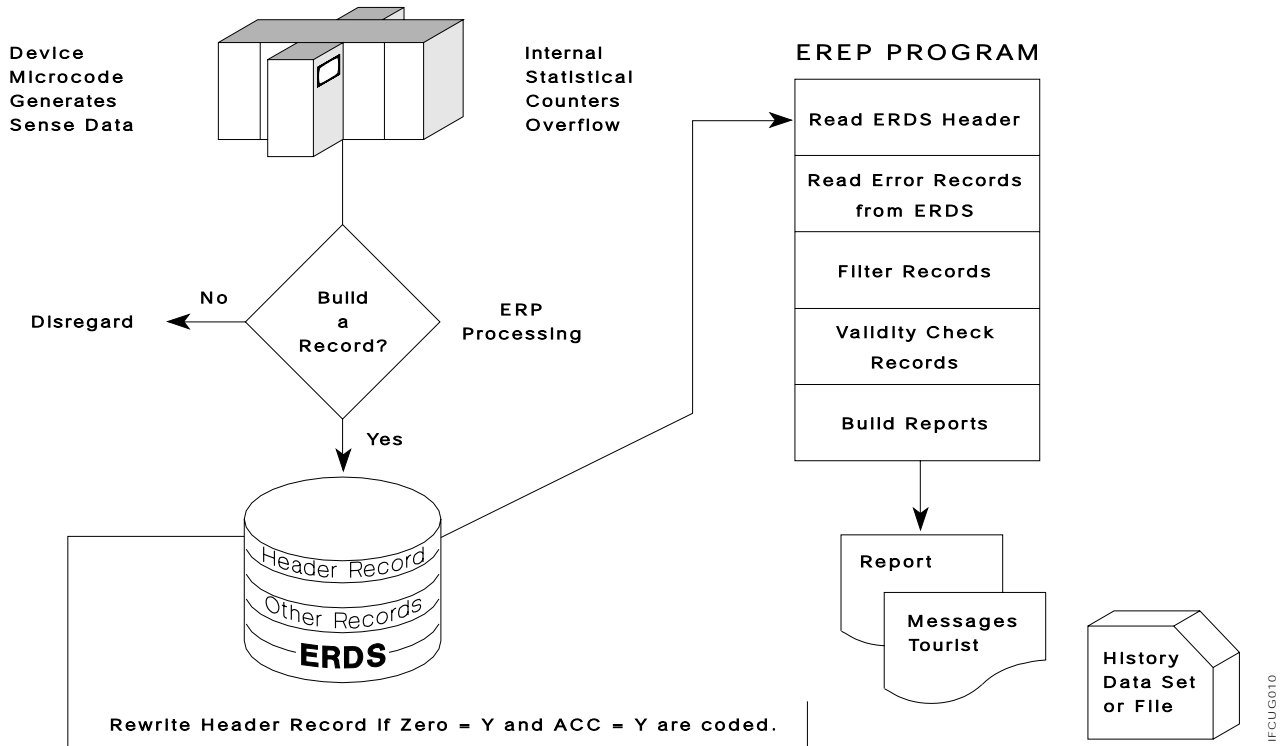 Device
Microcode
Generates
Sense Data
Internal
Statistical
Counters
Overflow
EREP PROGRAM
Read ERDS Header
Read Error Records
from ERDS
Filter Records
Validity Check
Records
Build Reports
Build
a
Record?
No
Disregard
ERP
Processing
Yes
Header Record
Other Records
ERDS
Report
Messages
Tourist
History
Data Set
or File
Rewrite Header Record if Zero = Y and ACC = Y are coded.
IFCUG010